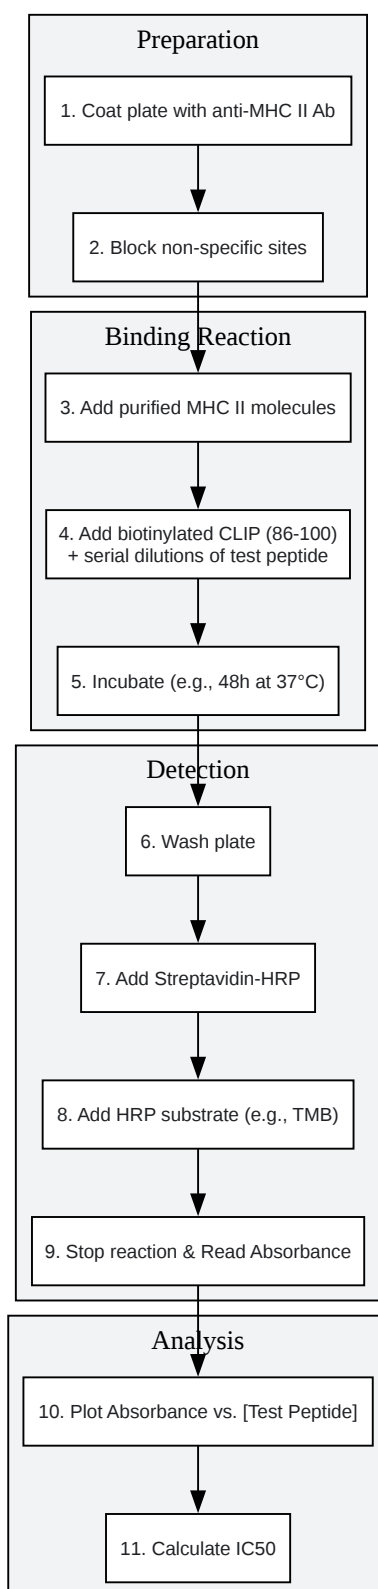 Preparation
1. Coat plate with anti-MHC II Ab
2. Block non-specific sites
Binding Reaction
3. Add purified MHC II molecules
4. Add biotinylated CLIP (86-100)
+ serial dilutions of test peptide
5. Incubate (e.g., 48h at 37°C)
Detection
6. Wash plate
7. Add Streptavidin-HRP
8. Add HRP substrate (e.g., TMB)
9. Stop reaction & Read Absorbance
Analysis
10. Plot Absorbance vs. [Test Peptide]
11. Calculate IC50